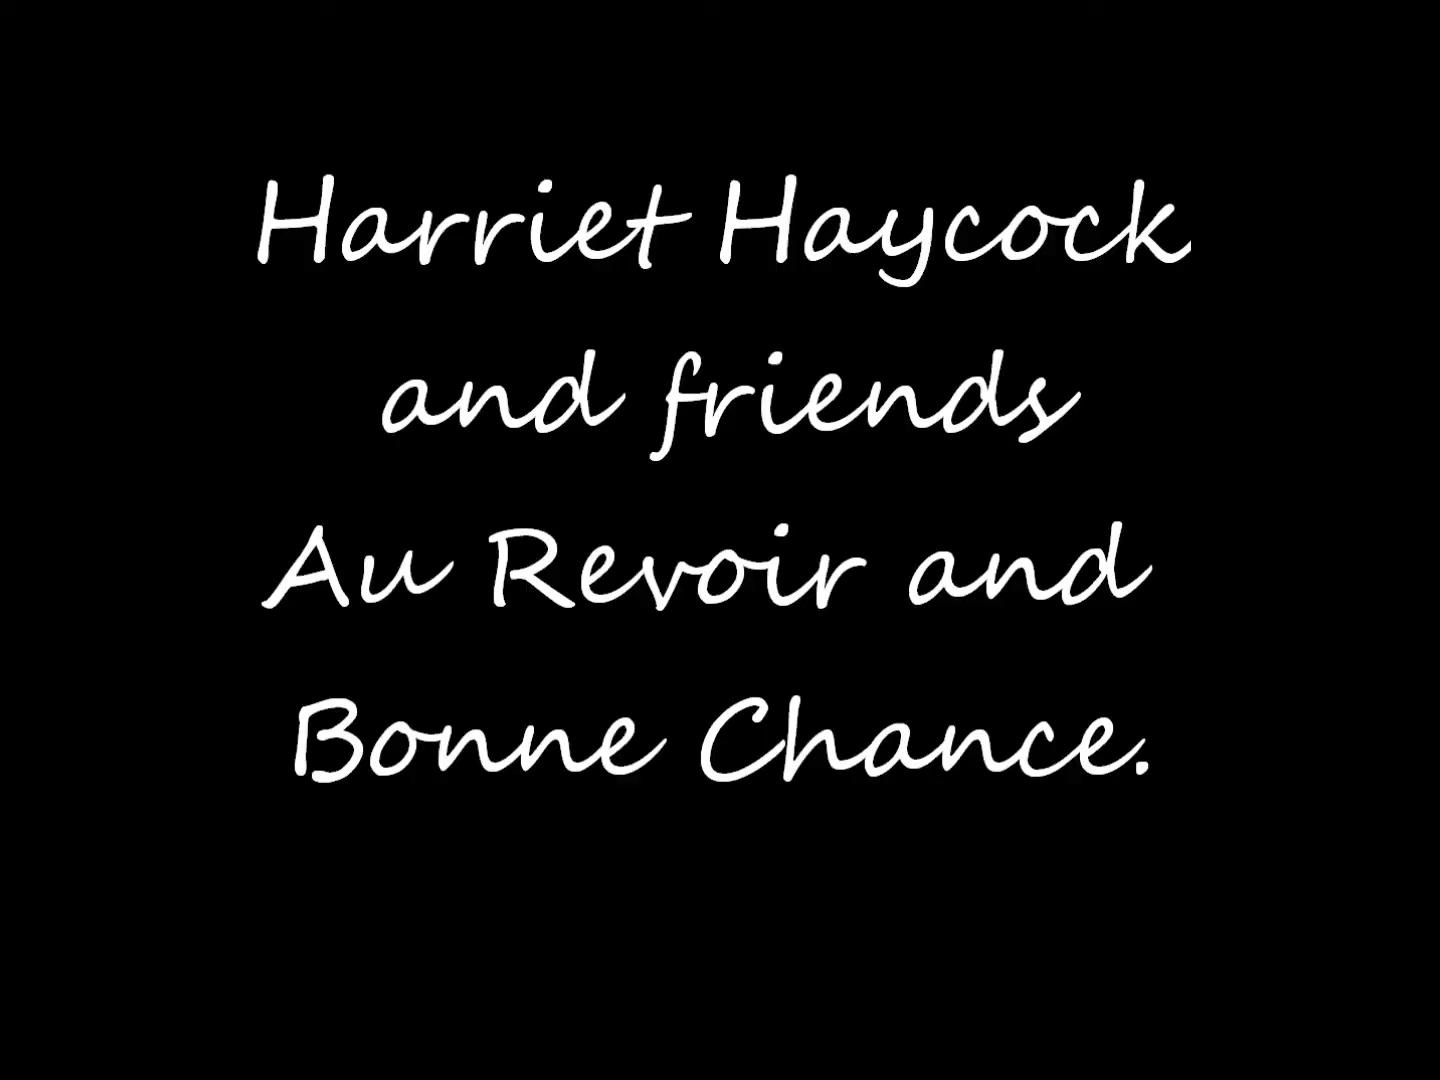 Harriet Haycock
and friends
Au Revoir and
Bonne Chance.